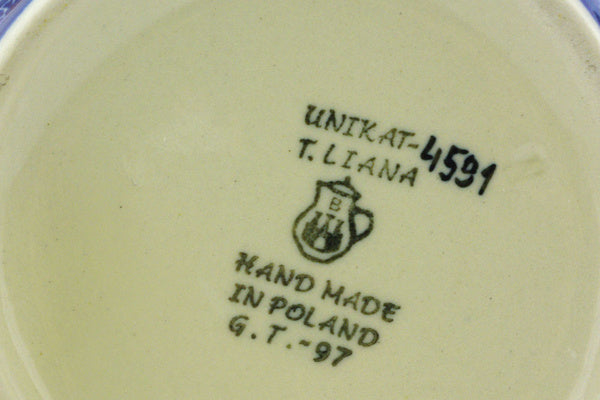 UNIKAT-4591
T. LIANA
B
W
HAND MADE
IN POLAND
G. T.-97